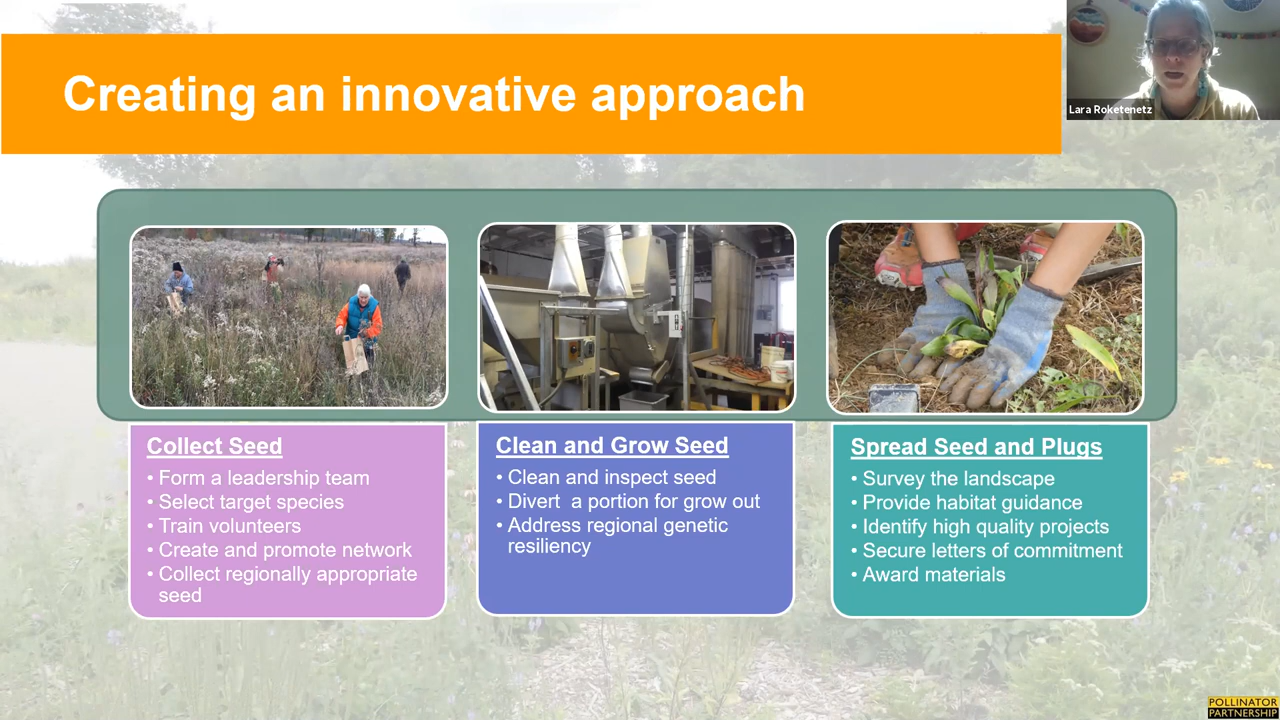 Creating an innovative approach
Lara Roketenetz
Collect Seed
• Form a leadership team
• Select target species
• Train volunteers
• Create and promote network
• Collect regionally appropriate
seed
Clean and Grow Seed
• Clean and inspect seed
• Divert  a portion for grow out
• Address regional genetic
resiliency
Spread Seed and Plugs
• Survey the landscape
• Provide habitat guidance
• Identify high quality projects
• Secure letters of commitment
• Award materials
POLLINATOR
PARTNERSHIP